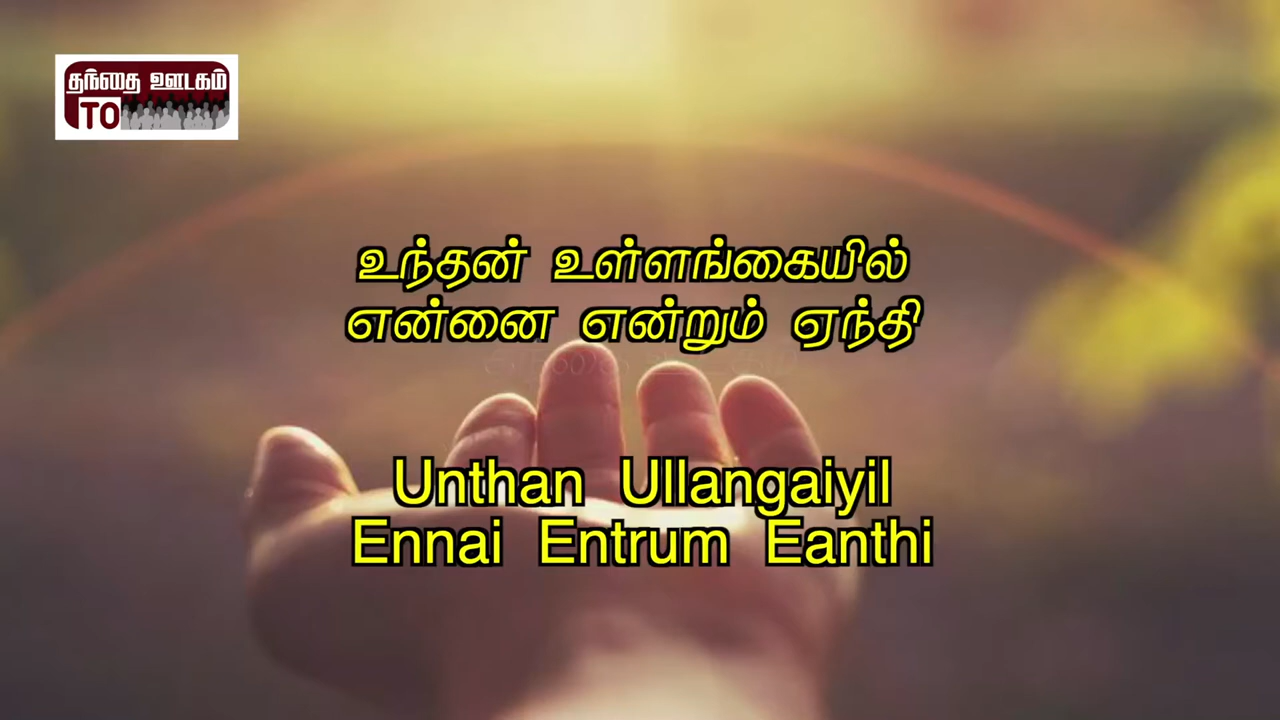 தந்தை ஊடகம்
TO
உந்தன் உள்ளங்கையில்
என்னை என்றும் ஏந்தி
Unthan Ullangaiyil
Ennai Entrum Eanthi